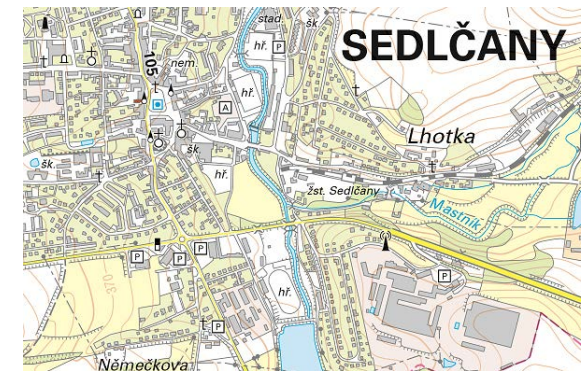 stad.
šk.
SEDLČANY
P
hř.
105
nem.
hř.
A
Lhotka
šk.
šk.
hř.
žst. Sedlčany
Mastník
P
P
P
P
370
hř.
P
Němečkova